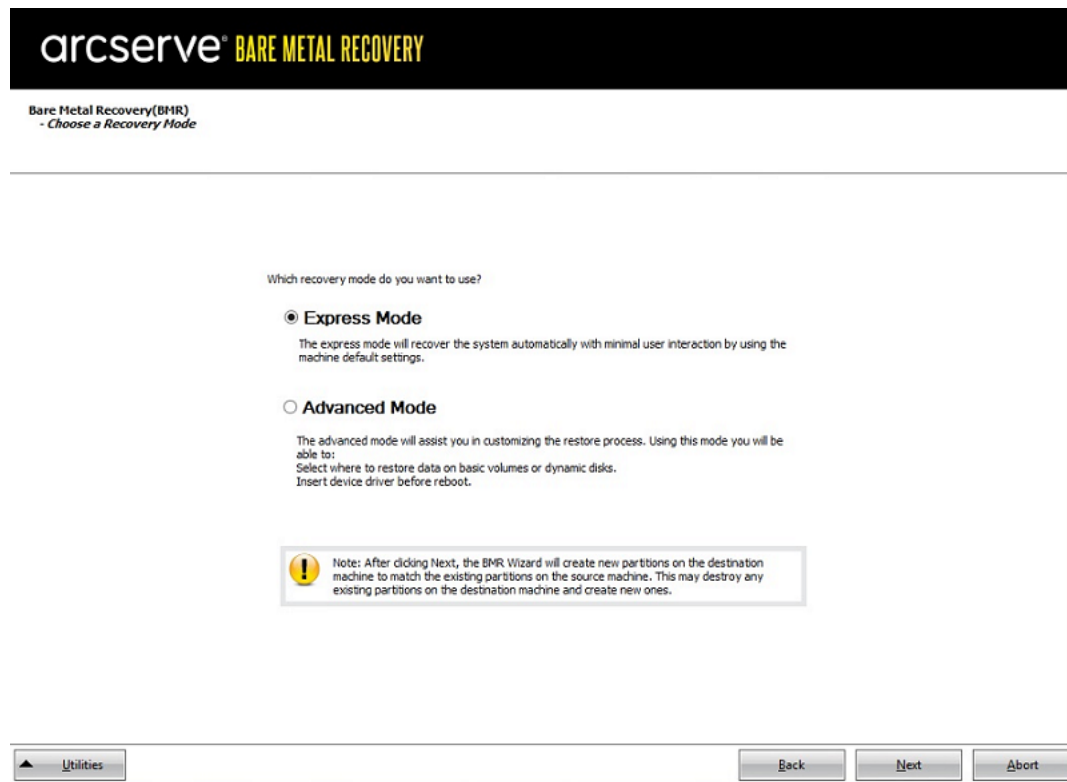 arcserve® BARE METAL RECOVERY
Bare Metal Recovery(BMR)
- Choose a Recovery Mode
Which recovery mode do you want to use?
Express Mode
The express mode will recover the system automatically with minimal user interaction by using the
machine default settings.
Advanced Mode
The advanced mode will assist you in customizing the restore process. Using this mode you will be
able to:
Select where to restore data on basic volumes or dynamic disks.
Insert device driver before reboot.
Note: After clicking Next, the BMR Wizard will create new partitions on the destination
machine to match the existing partitions on the source machine. This may destroy any
existing partitions on the destination machine and create new ones.
Utilities
Back
Next
Abort